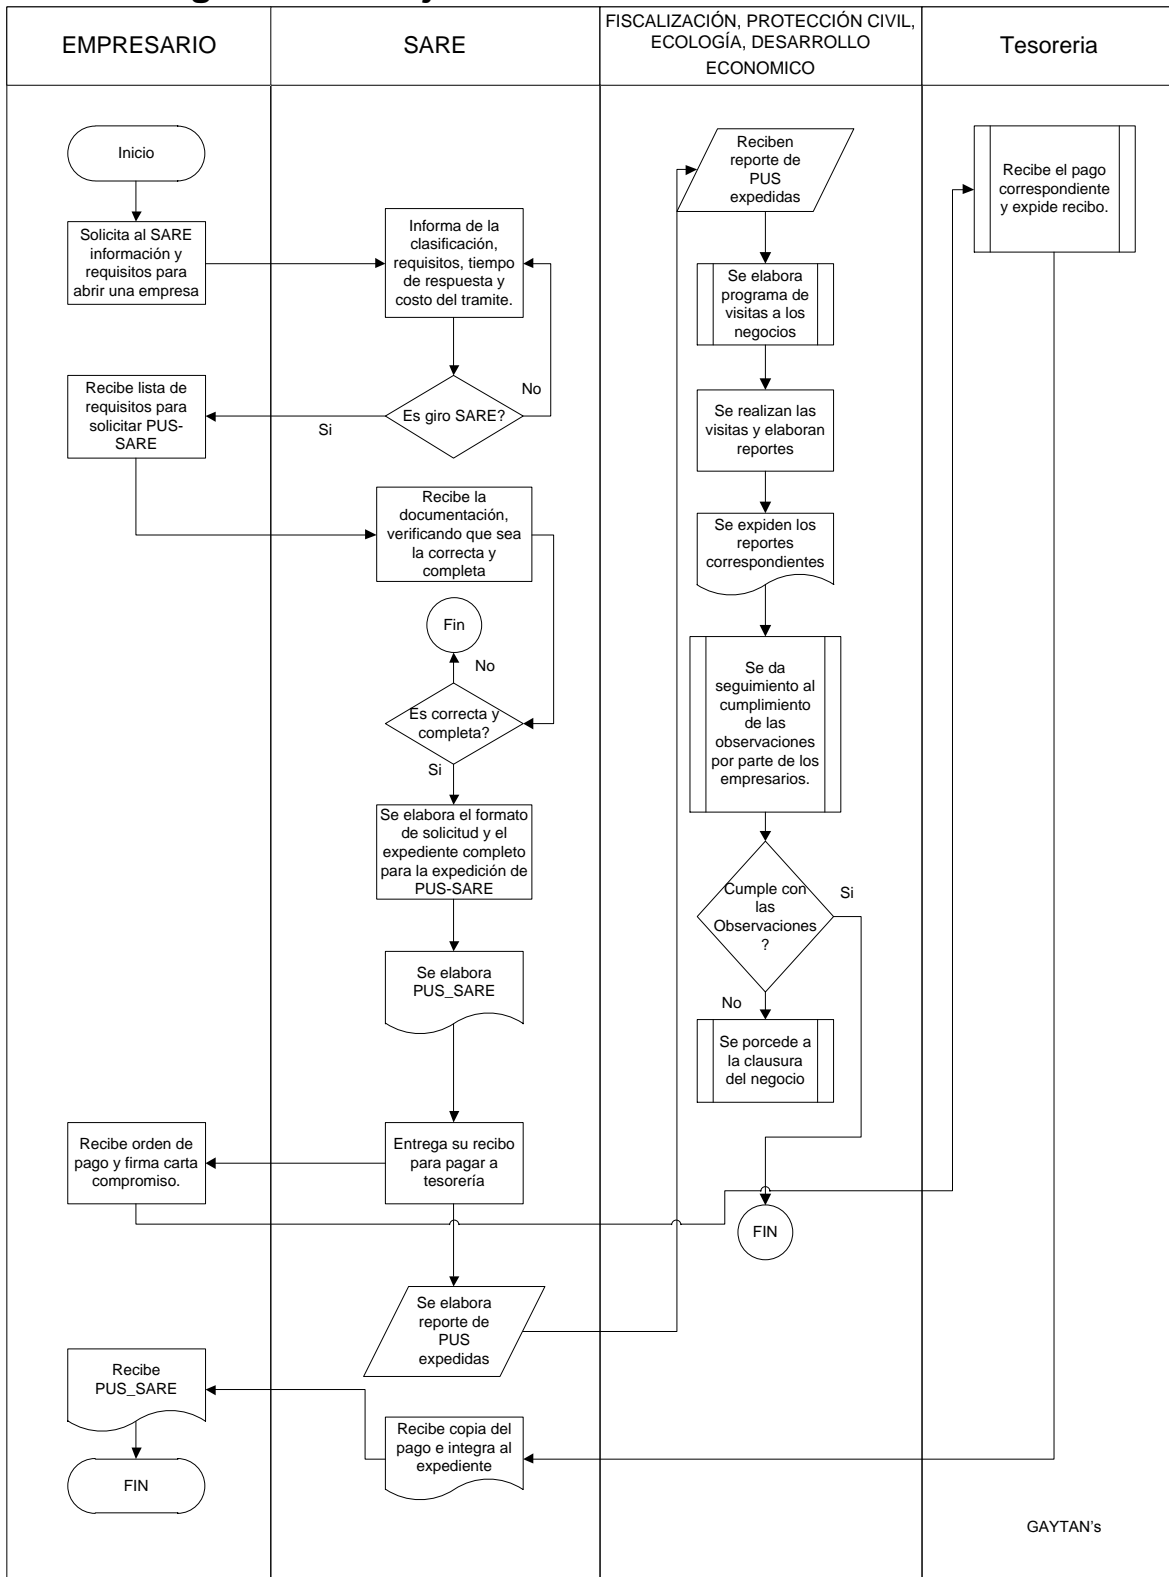 EMPRESARIO
SARE
FISCALIZACIÓN, PROTECCIÓN CIVIL,
ECOLOGÍA, DESARROLLO
ECONOMICO
Tesoreria
Inicio
Solicita al SARE
información y
requisitos para
abrir una empresa
Informa de la
clasificación,
requisitos, tiempo
de respuesta y
costo del tramite.
No
Es giro SARE?
Si
Recibe lista de
requisitos para
solicitar PUS-
SARE
Recibe la
documentación,
verificando que sea
la correcta y
completa
Fin
No
Es correcta y
completa?
Si
Se elabora el formato
de solicitud y el
expediente completo
para la expedición de
PUS-SARE
Se elabora
PUS_SARE
Entrega su recibo
para pagar a
tesorería
Recibe orden de
pago y firma carta
compromiso.
Se elabora
reporte de
PUS
expedidas
Reciben
reporte de
PUS
expedidas
Se elabora
programa de
visitas a los
negocios
Se realizan las
visitas y elaboran
reportes
Se expiden los
reportes
correspondientes
Se da
seguimiento al
cumplimiento
de las
observaciones
por parte de los
empresarios.
Cumple con
las
Observaciones
?
Si
No
Se porcede a
la clausura
del negocio
FIN
Recibe el pago
correspondiente
y expide recibo.
Recibe copia del
pago e integra al
expediente
Recibe
PUS_SARE
FIN
GAYTAN's